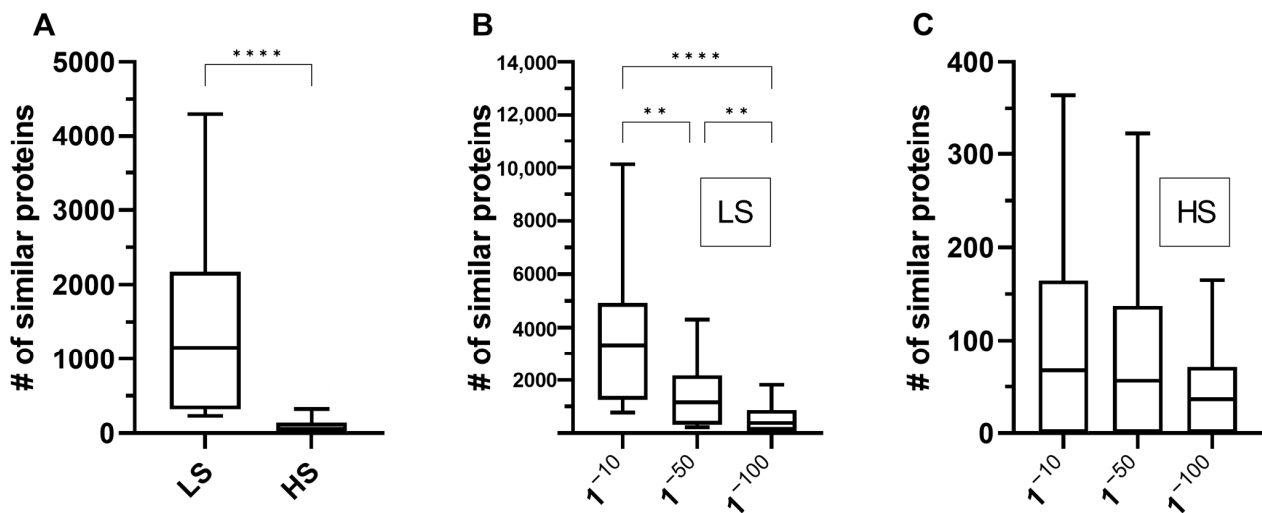 A
# of similar proteins
5000
4000
3000
2000
1000
0
****
LS
HS
B
# of similar proteins
14,000
12,000
10,000
8000
6000
4000
2000
****
**
**
LS
1⁻¹⁰
1⁻⁵⁰
1⁻¹⁰⁰
C
# of similar proteins
400
300
200
100
0
HS
1⁻¹⁰
1⁻⁵⁰
1⁻¹⁰⁰